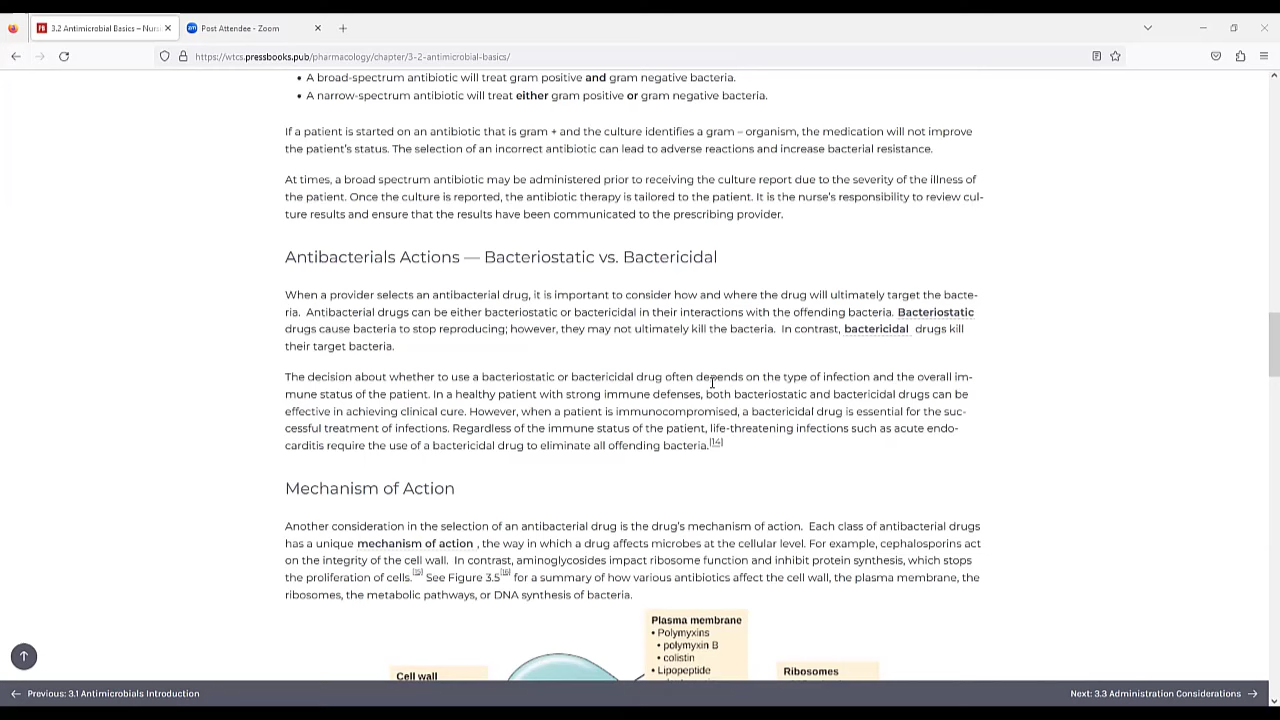 3.2 Antimicrobial Basics – Nurs
Post Attendee - Zoom
https://wtcs.pressbooks.pub/pharmacology/chapter/3-2-antimicrobial-basics/
• A broad-spectrum antibiotic will treat gram positive and gram negative bacteria.
• A narrow-spectrum antibiotic will treat either gram positive or gram negative bacteria.
If a patient is started on an antibiotic that is gram + and the culture identifies a gram – organism, the medication will not improve
the patient's status. The selection of an incorrect antibiotic can lead to adverse reactions and increase bacterial resistance.
At times, a broad spectrum antibiotic may be administered prior to receiving the culture report due to the severity of the illness of
the patient. Once the culture is reported, the antibiotic therapy is tailored to the patient. It is the nurse's responsibility to review cul-
ture results and ensure that the results have been communicated to the prescribing provider.
Antibacterials Actions — Bacteriostatic vs. Bactericidal
When a provider selects an antibacterial drug, it is important to consider how and where the drug will ultimately target the bacte-
ria. Antibacterial drugs can be either bacteriostatic or bactericidal in their interactions with the offending bacteria. Bacteriostatic
drugs cause bacteria to stop reproducing; however, they may not ultimately kill the bacteria. In contrast, bactericidal drugs kill
their target bacteria.
The decision about whether to use a bacteriostatic or bactericidal drug often depends on the type of infection and the overall im-
mune status of the patient. In a healthy patient with strong immune defenses, both bacteriostatic and bactericidal drugs can be
effective in achieving clinical cure. However, when a patient is immunocompromised, a bactericidal drug is essential for the suc-
cessful treatment of infections. Regardless of the immune status of the patient, life-threatening infections such as acute endo-
carditis require the use of a bactericidal drug to eliminate all offending bacteria.[14]
Mechanism of Action
Another consideration in the selection of an antibacterial drug is the drug's mechanism of action. Each class of antibacterial drugs
has a unique mechanism of action , the way in which a drug affects microbes at the cellular level. For example, cephalosporins act
on the integrity of the cell wall. In contrast, aminoglycosides impact ribosome function and inhibit protein synthesis, which stops
the proliferation of cells.[15] See Figure 3.5[16] for a summary of how various antibiotics affect the cell wall, the plasma membrane, the
ribosomes, the metabolic pathways, or DNA synthesis of bacteria.
Plasma membrane
• Polymyxins
• polymyxin B
• colistin
• Lipopeptide
Cell wall
Ribosomes
← Previous: 3.1 Antimicrobials Introduction
Next: 3.3 Administration Considerations →